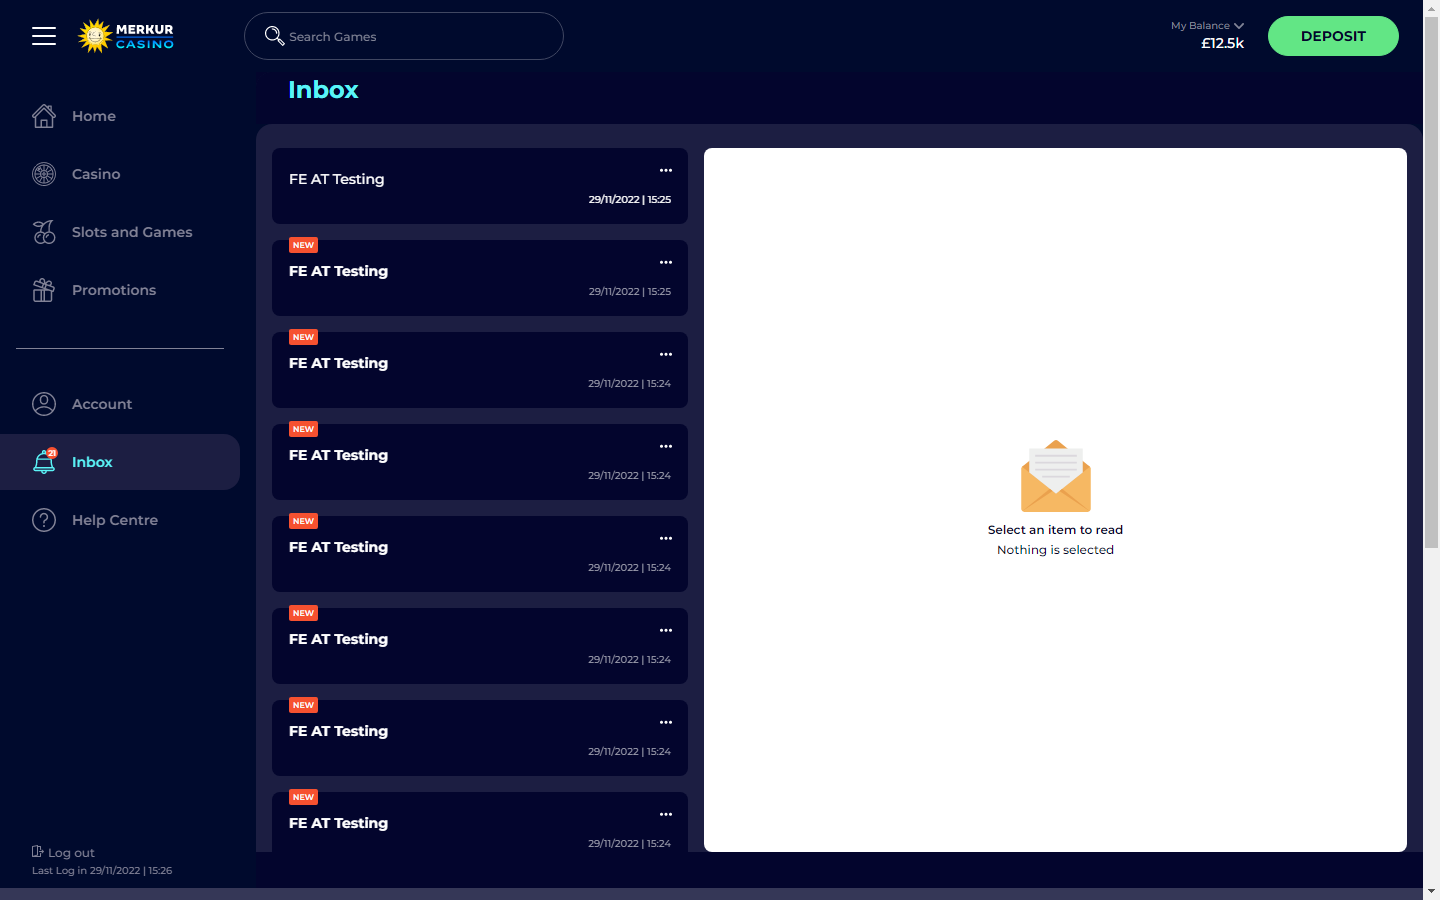 MERKUR
CASINO
Search Games
My Balance
£12.5k
DEPOSIT
Home
Casino
Slots and Games
Promotions
Account
21
Inbox
Help Centre
Log out
Last Log in 29/11/2022 | 15:26
Inbox
FE AT Testing
29/11/2022 | 15:25
NEW
FE AT Testing
29/11/2022 | 15:25
NEW
FE AT Testing
29/11/2022 | 15:24
NEW
FE AT Testing
29/11/2022 | 15:24
NEW
FE AT Testing
29/11/2022 | 15:24
NEW
FE AT Testing
29/11/2022 | 15:24
NEW
FE AT Testing
29/11/2022 | 15:24
NEW
FE AT Testing
29/11/2022 | 15:24
Select an item to read
Nothing is selected